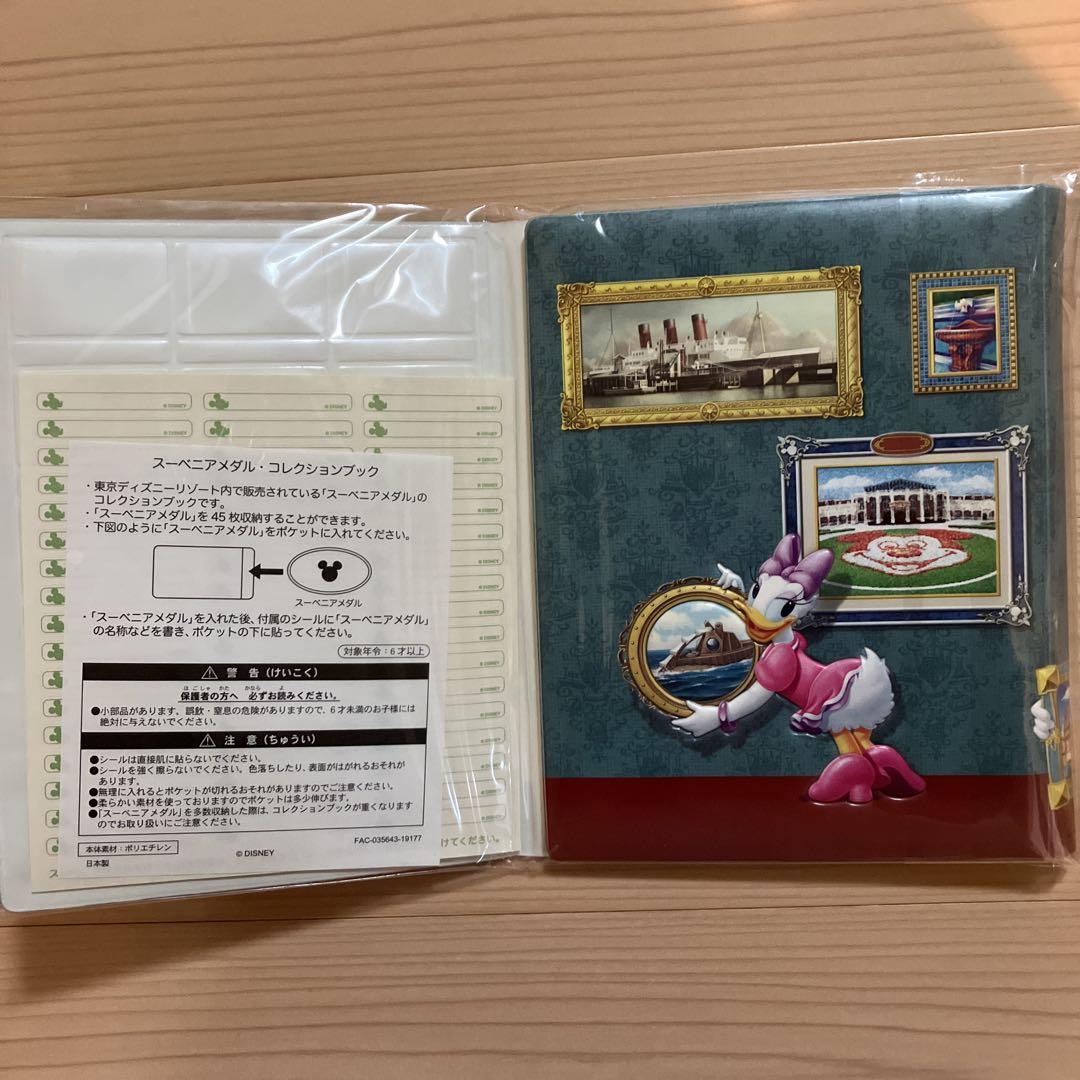 © DISNEY
© DISNEY
© DISNEY
© DISNEY
© DISNEY
© DISNEY
スーベニアメダル・コレクションブック
・東京ディズニーリゾート内で販売されている「スーベニアメダル」の
コレクションブックです。
・「スーベニアメダル」を45枚収納することができます。
・下図のように「スーベニアメダル」をポケットに入れてください。
スーベニアメダル
・「スーベニアメダル」を入れた後、付属のシールに「スーベニアメダル」
の名称などを書き、ポケットの下に貼ってください。
対象年令：6才以上
警告（けいこく）
ほごしゃ かた かなら よ
保護者の方へ 必ずお読みください。
●小部品があります。誤飲・窒息の危険がありますので、6才未満のお子様には
絶対に与えないでください。
注意（ちゅうい）
●シールは直接肌に貼らないでください。
●シールを強く擦らないでください。色落ちしたり、表面がはがれるおそれが
あります。
●無理に入れるとポケットが切れるおそれがありますのでご注意ください。
●柔らかい素材を使っておりますのでポケットは多少伸びます。
●「スーベニアメダル」を多数収納した際は、コレクションブックが重くなります
のでお取り扱いにご注意ください。
FAC-035643-19177
本体素材：ポリエチレン
© DISNEY
日本製
けてください。